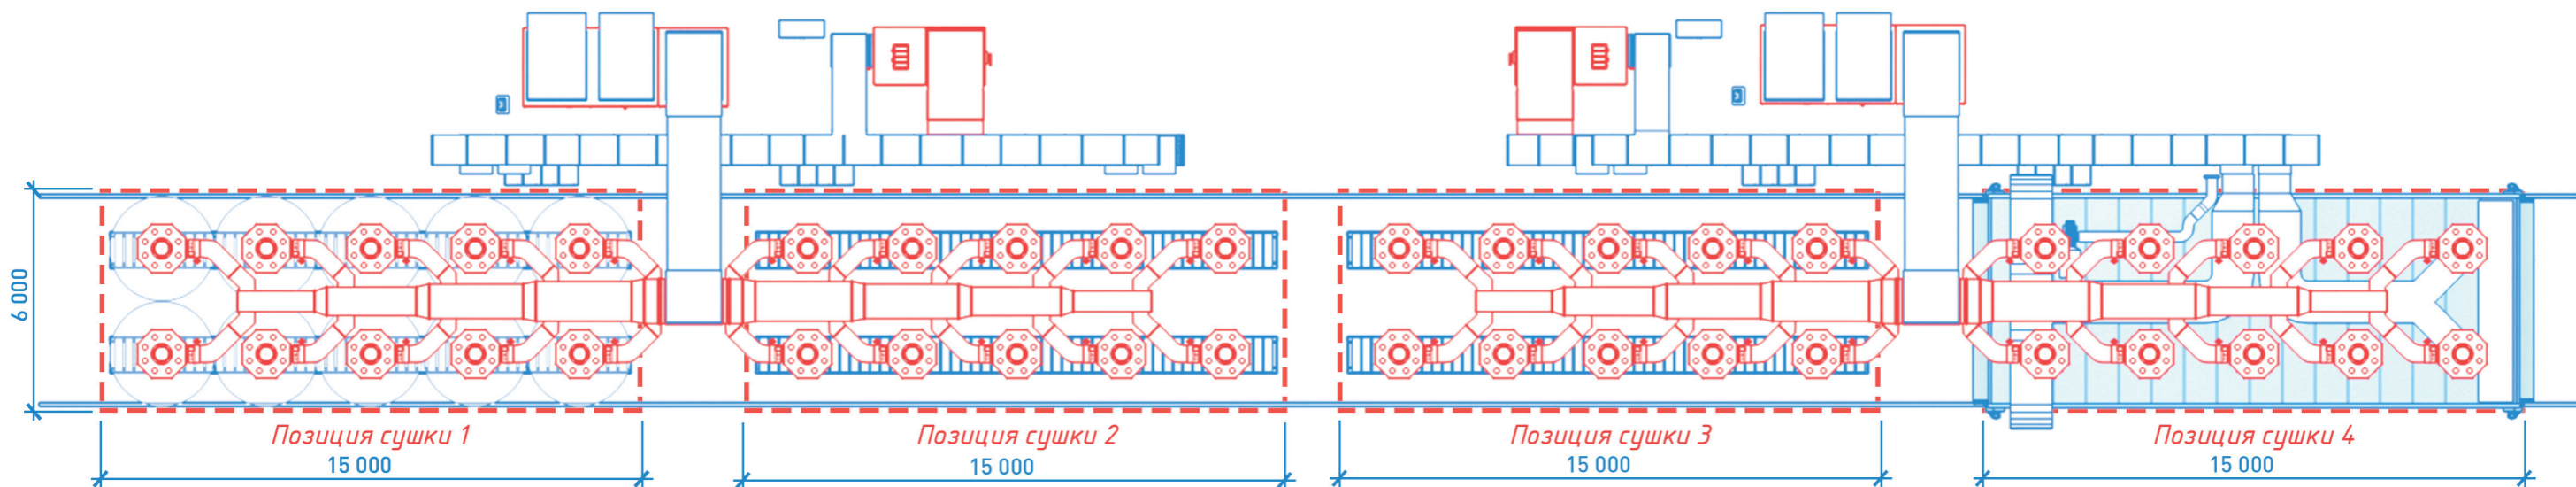 6 000
Позиция сушки 1
Позиция сушки 2
Позиция сушки 3
Позиция сушки 4
15 000
15 000
15 000
15 000